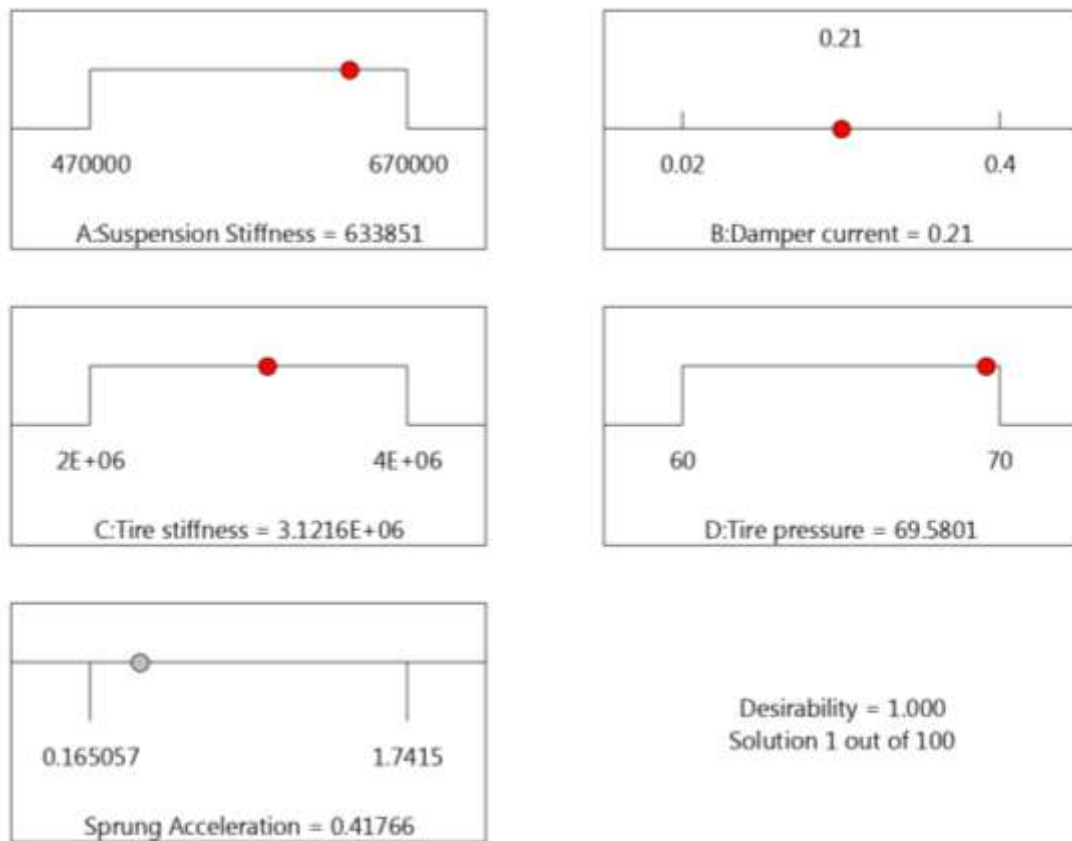 470000 670000
A:Suspension Stiffness = 633851
0.21
0.02 0.4
B:Damper current = 0.21
2E+06 4E+06
C:Tire stiffness = 3.1216E+06
60 70
D:Tire pressure = 69.5801
0.165057 1.7415
Sprung Acceleration = 0.41766
Desirability = 1.000
Solution 1 out of 100